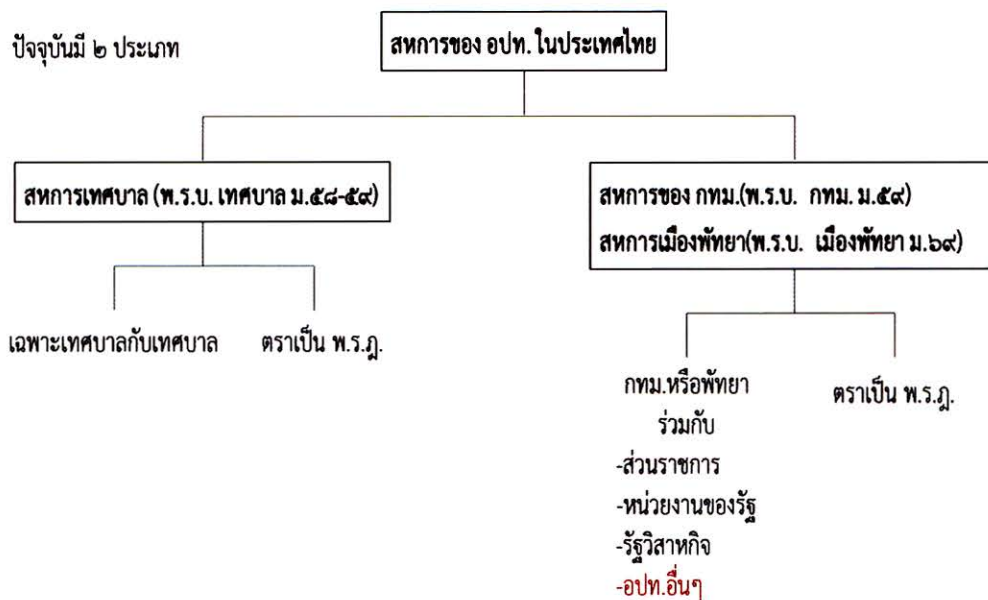 ปัจจุบันมี ๒ ประเภท
สหการของ อปท. ในประเทศไทย
สหการเทศบาล (พ.ร.บ. เทศบาล ม.๕๘-๕๙)
เฉพาะเทศบาลกับเทศบาล
ตราเป็น พ.ร.ฎ.
สหการของ กทม.(พ.ร.บ. กทม. ม.๕๙)
สหการเมืองพัทยา(พ.ร.บ. เมืองพัทยา ม.๖๙)
กทม.หรือพัทยา
ร่วมกับ
-ส่วนราชการ
-หน่วยงานของรัฐ
-รัฐวิสาหกิจ
-อปท.อื่นๆ
ตราเป็น พ.ร.ฎ.